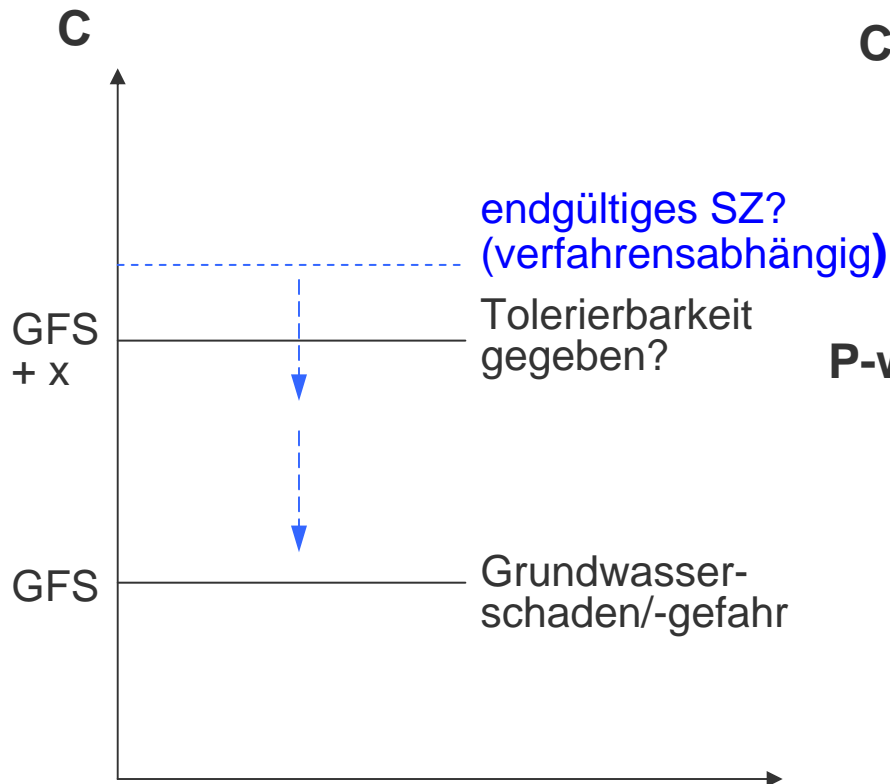 C
C
endgültiges SZ?
(verfahrensabhängig)
GFS
+ x
Tolerierbarkeit
gegeben?
GFS
Grundwasser-
schaden/-gefahr